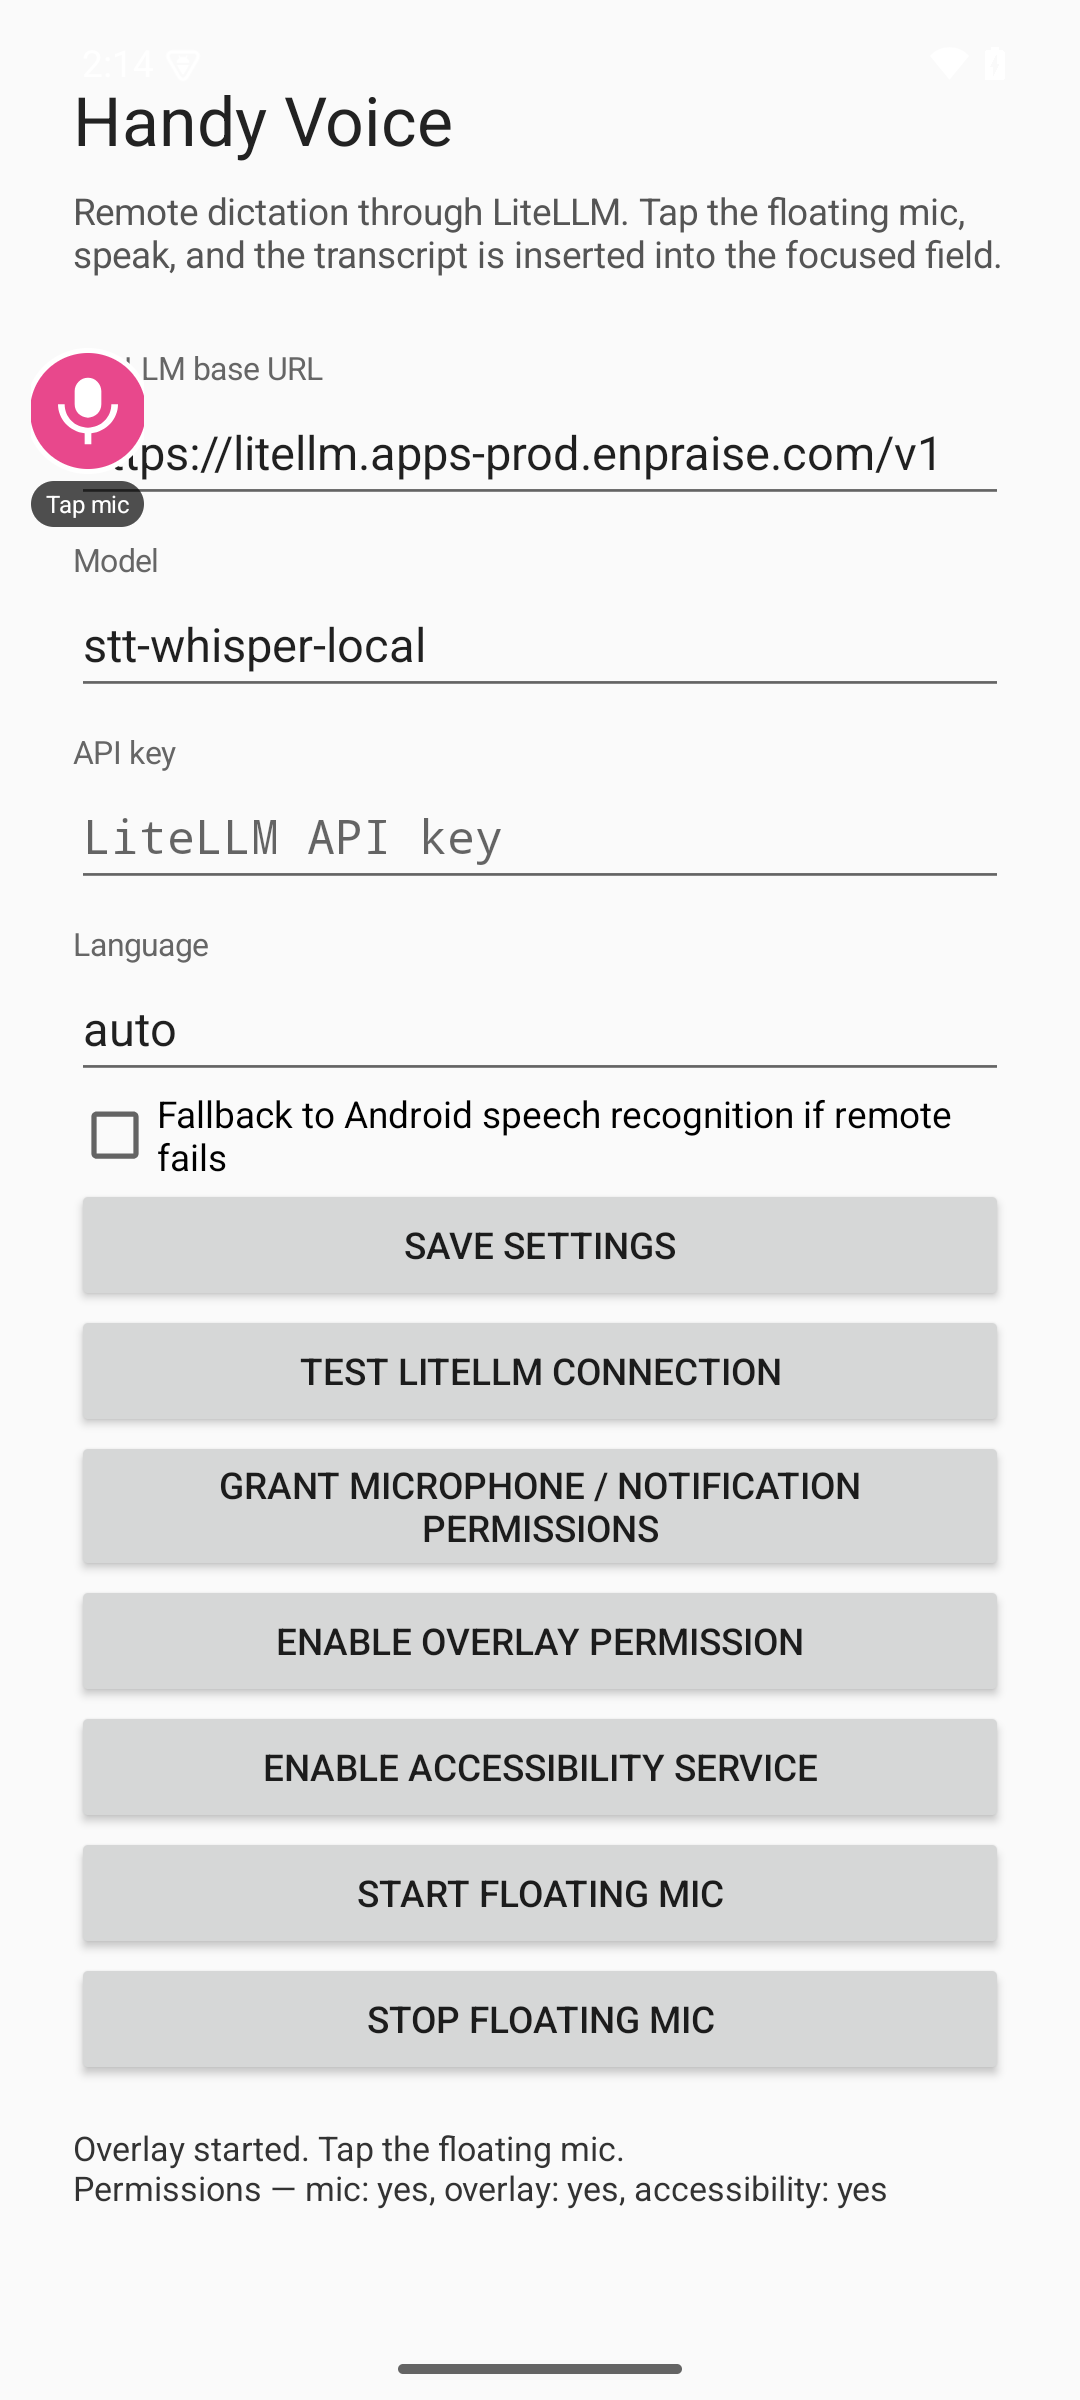 2:14
Handy Voice
Remote dictation through LiteLLM. Tap the floating mic,
speak, and the transcript is inserted into the focused field.
LM base URL
ttps://litellm.apps-prod.enpraise.com/v1
Tap mic
Model
stt-whisper-local
API key
LiteLLM API key
Language
auto
Fallback to Android speech recognition if remote
fails
SAVE SETTINGS
TEST LITELLM CONNECTION
GRANT MICROPHONE / NOTIFICATION
PERMISSIONS
ENABLE OVERLAY PERMISSION
ENABLE ACCESSIBILITY SERVICE
START FLOATING MIC
STOP FLOATING MIC
Overlay started. Tap the floating mic.
Permissions — mic: yes, overlay: yes, accessibility: yes